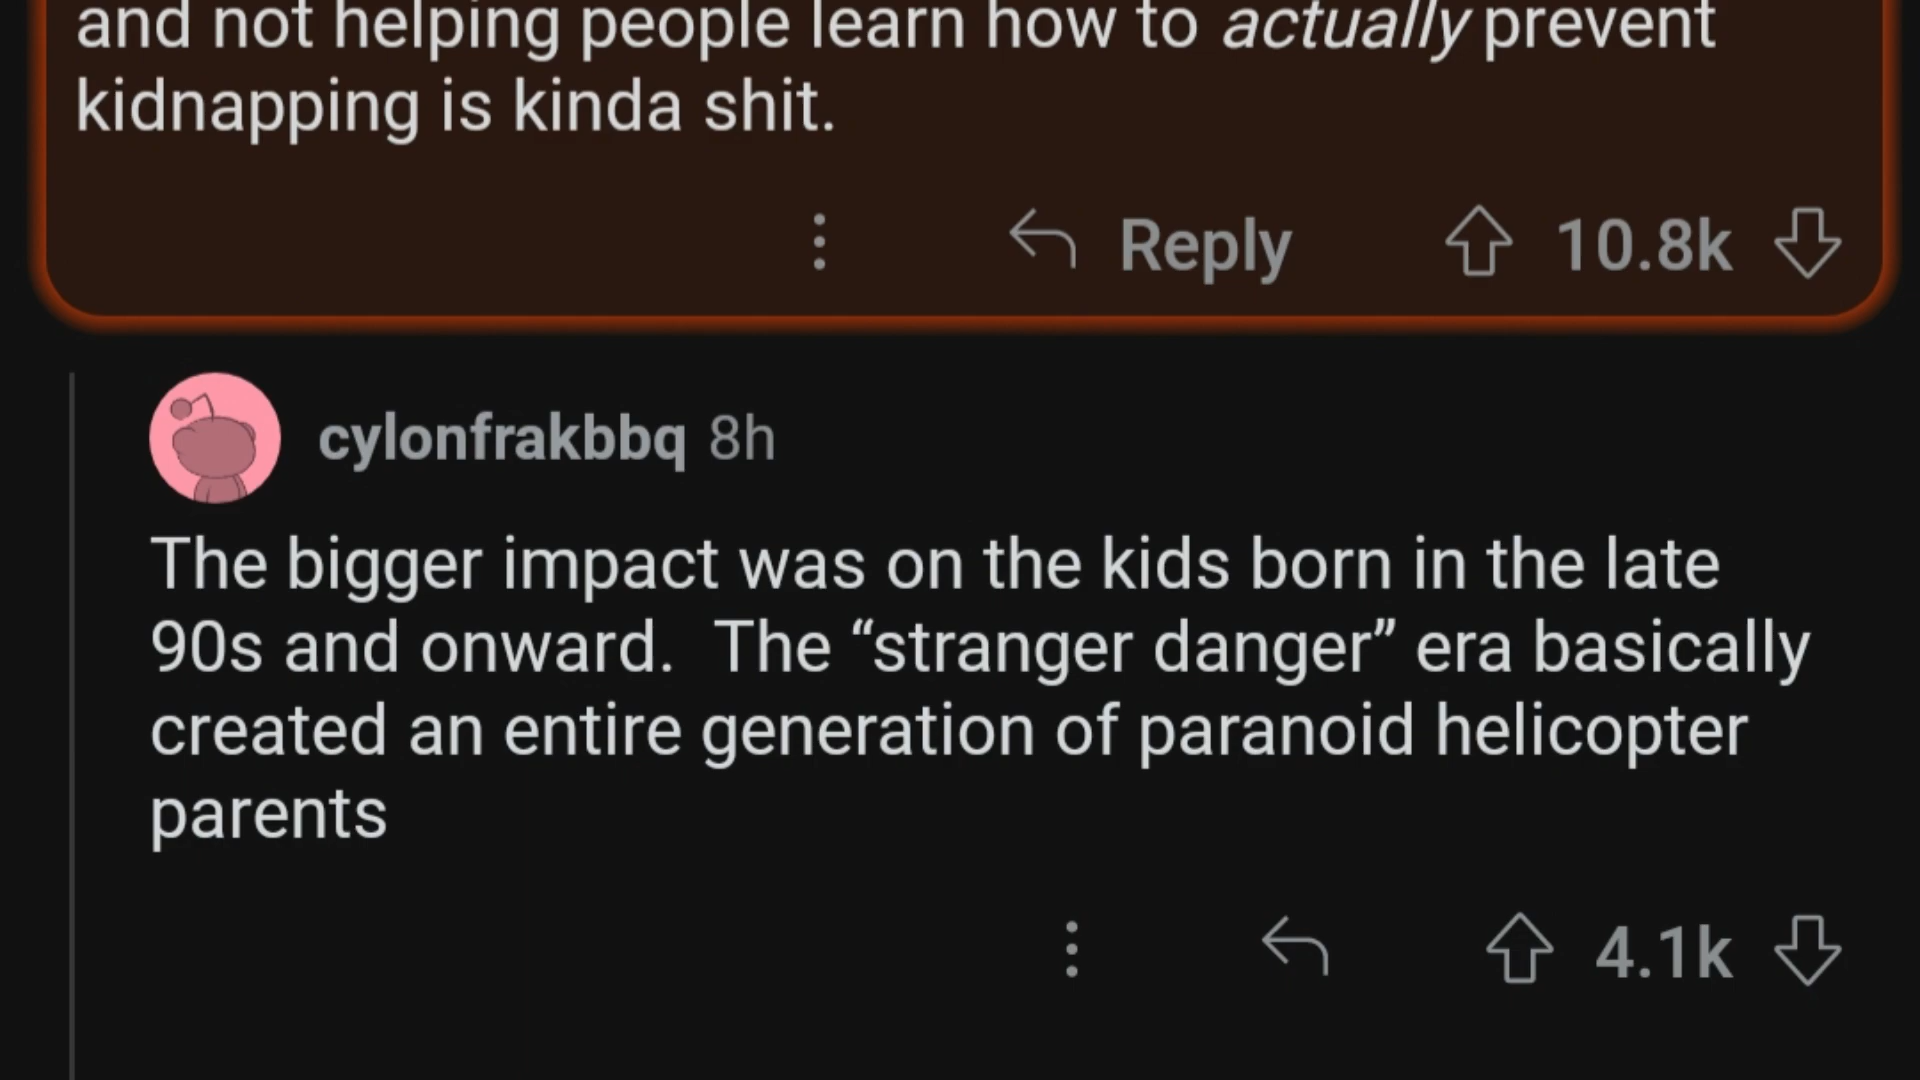 and not helping people learn how to actually prevent
kidnapping is kinda shit.
Reply 10.8k
cylonfrakbbq 8h
The bigger impact was on the kids born in the late
90s and onward.  The “stranger danger” era basically
created an entire generation of paranoid helicopter
parents
4.1k